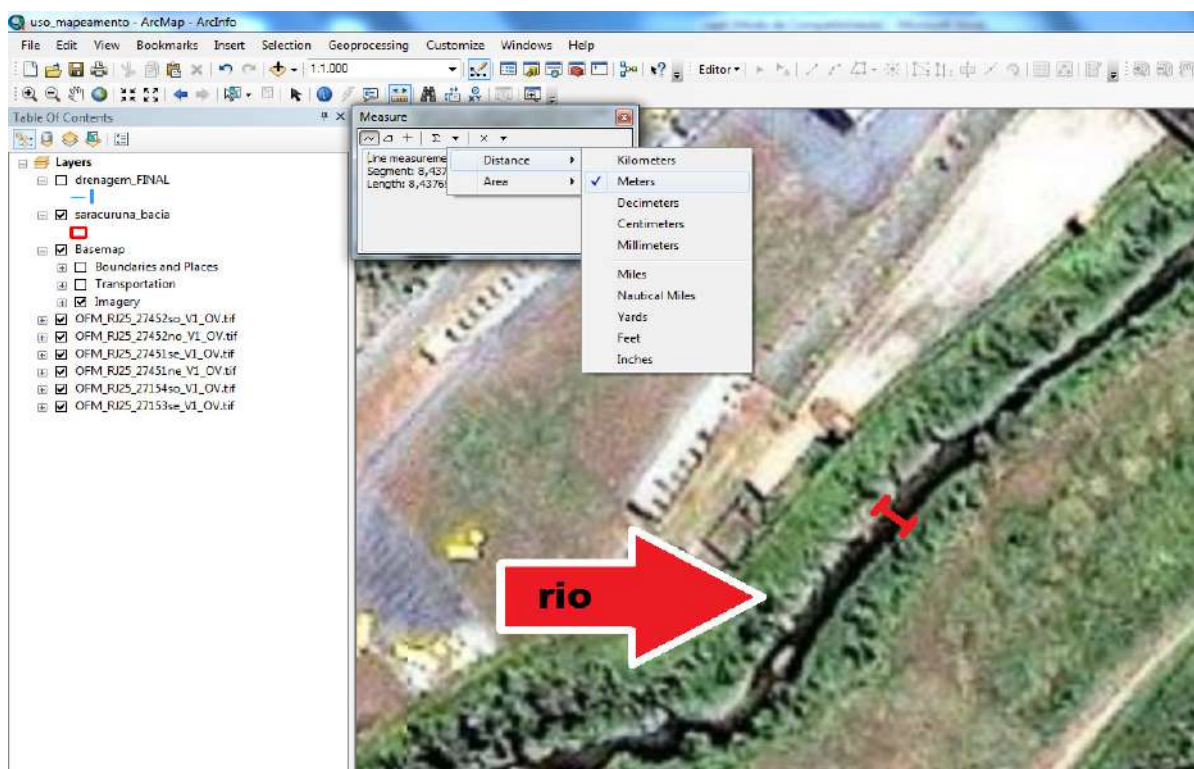 uso_mapeamento - ArcMap - ArcInfo
File Edit View Bookmarks Insert Selection Geoprocessing Customize Windows Help
1:1.000
Editor
Table Of Contents
Layers
drenagem_FINAL
saracuruna_bacia
Basemap
Boundaries and Places
Transportation
Imagery
OFM_RJ25_27452so_V1_OV.tif
OFM_RJ25_27452no_V1_OV.tif
OFM_RJ25_27451se_V1_OV.tif
OFM_RJ25_27451ne_V1_OV.tif
OFM_RJ25_27154so_V1_OV.tif
OFM_RJ25_27153se_V1_OV.tif
Measure
Line measureme
Segment: 8,437
Length: 8,4376
Distance
Area
Kilometers
Meters
Decimeters
Centimeters
Millimeters
Miles
Nautical Miles
Yards
Feet
Inches
rio